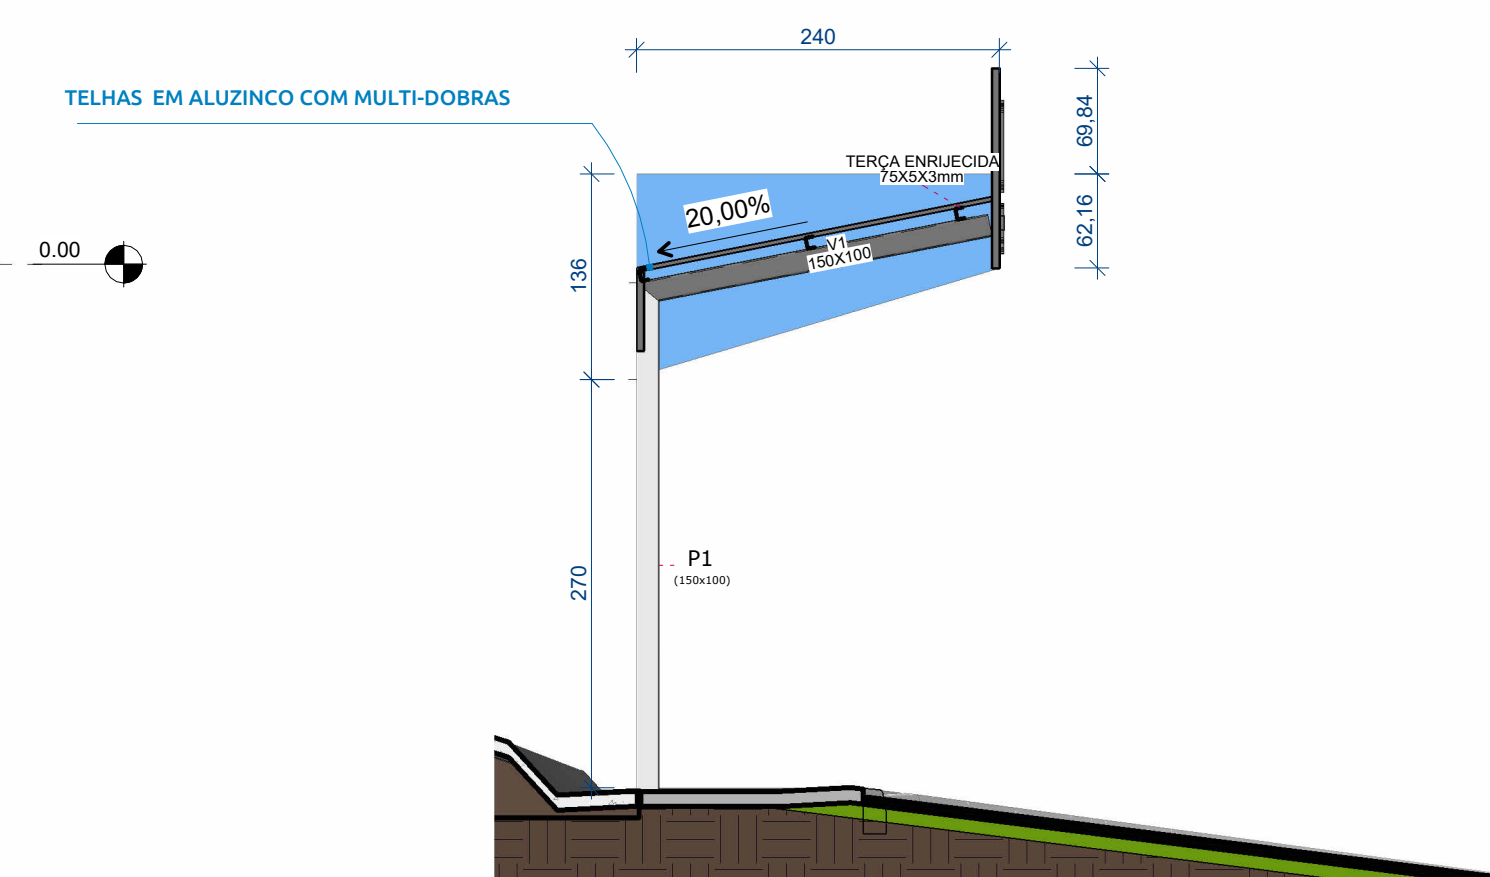 240
TELHAS EM ALUZINCO COM MULTI-DOBRAS
69,84
TERÇA ENRIJECIDA
75X5X3mm
20,00%
62,16
V1
150X100
0.00
136
P1
(150x100)
270